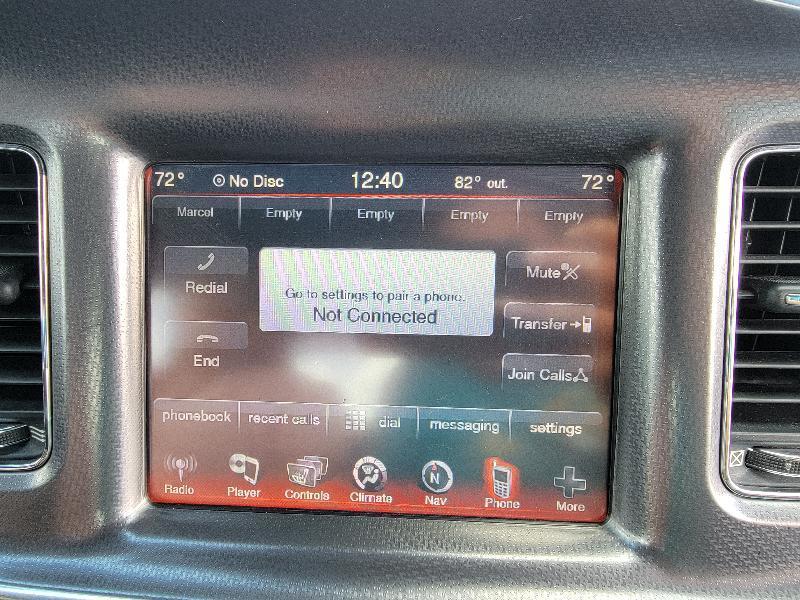 72° No Disc 12:40 82° out. 72°
Marcel Empty Empty Empty Empty
Redial
Go to settings to pair a phone.
Not Connected
Mute
Transfer
End
Join Calls
phonebook recent calls dial messaging settings
Radio Player Controls Climate Nav Phone More